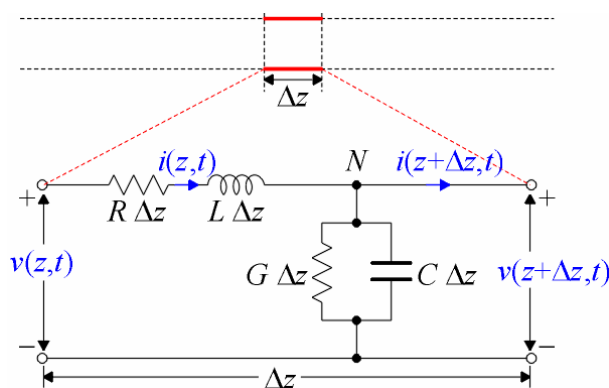 Δz
i(z,t) N i(z+Δz,t)
+ R Δz L Δz +
v(z,t) G Δz C Δz v(z+Δz,t)
− −
Δz